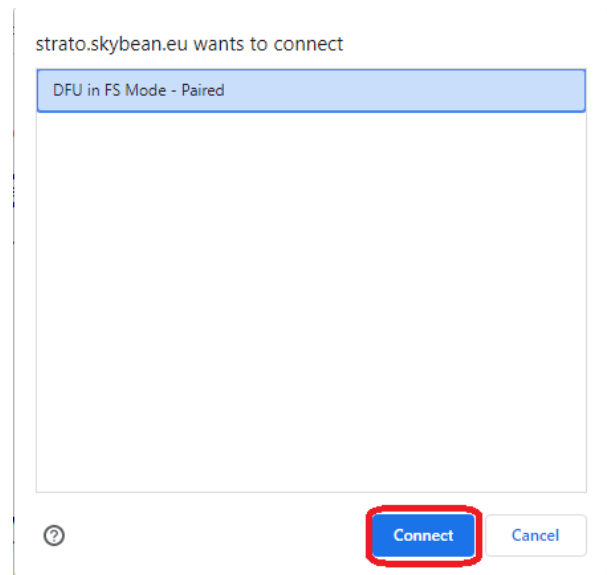 strato.skybean.eu wants to connect
DFU in FS Mode - Paired
Connect Cancel